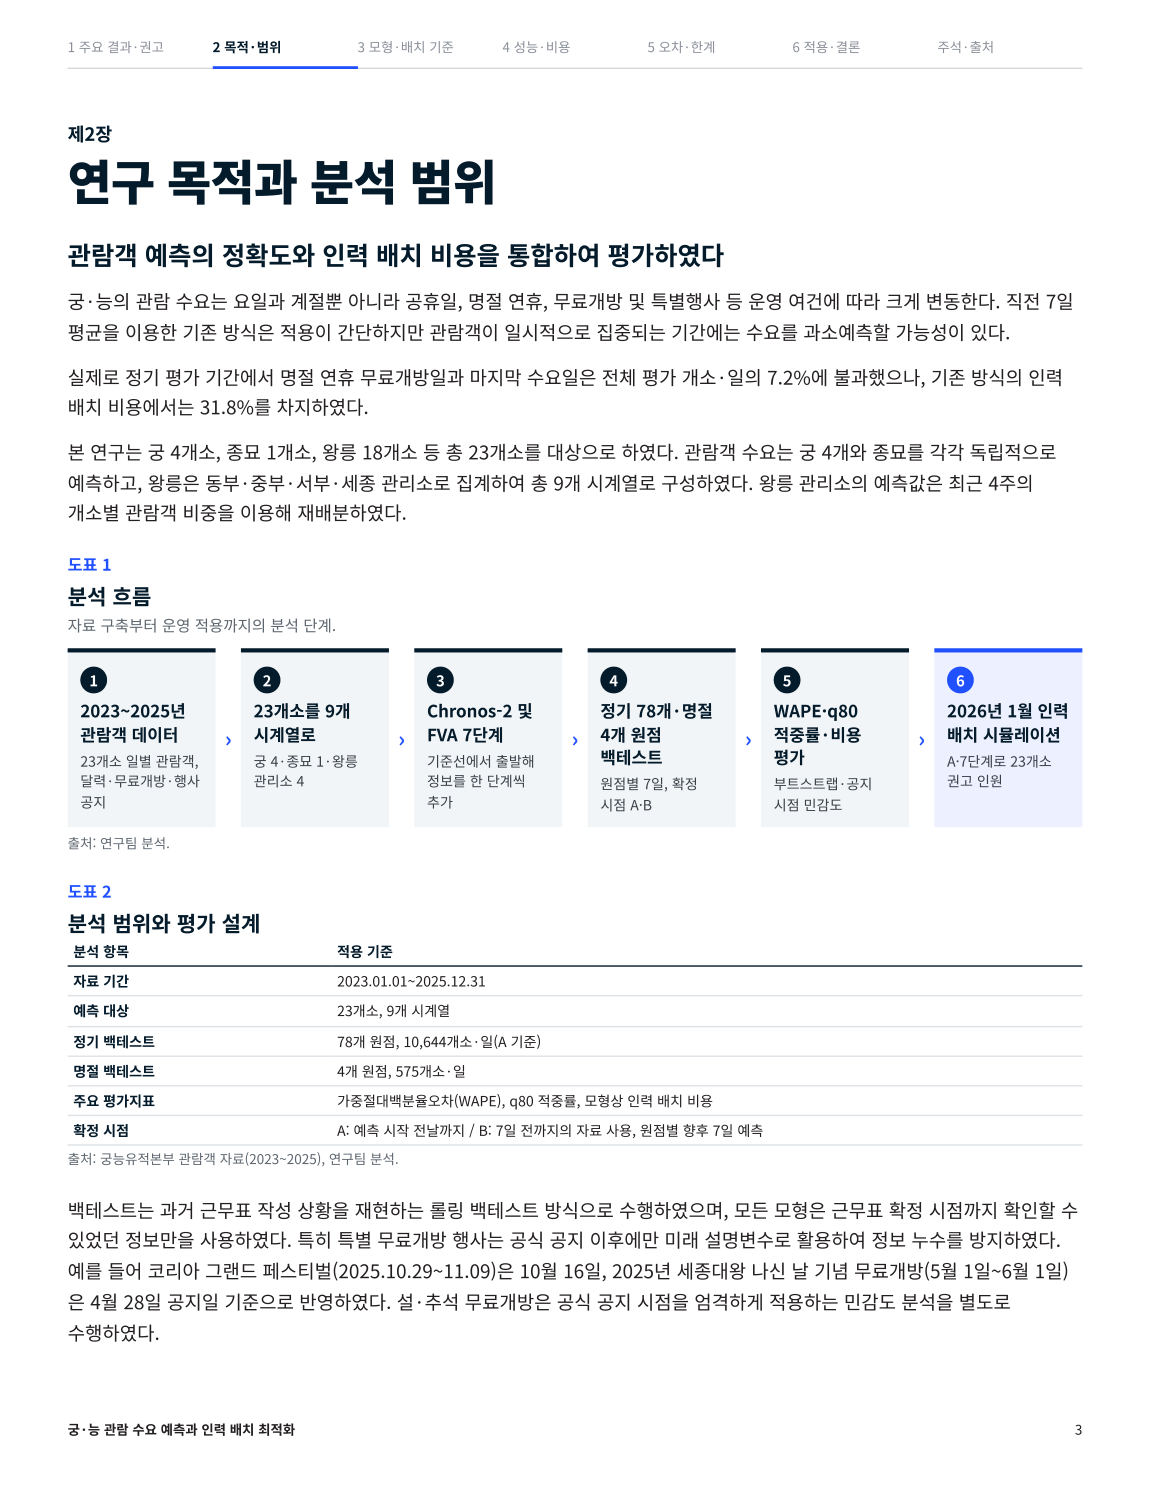 1 주요 결과·권고
2 목적·범위
3 모형·배치 기준
4 성능·비용
5 오차·한계
6 적용·결론
주석·출처
제2장
연구 목적과 분석 범위
관람객 예측의 정확도와 인력 배치 비용을 통합하여 평가하였다
궁·능의 관람 수요는 요일과 계절뿐 아니라 공휴일, 명절 연휴, 무료개방 및 특별행사 등 운영 여건에 따라 크게 변동한다. 직전 7일
평균을 이용한 기존 방식은 적용이 간단하지만 관람객이 일시적으로 집중되는 기간에는 수요를 과소예측할 가능성이 있다.
실제로 정기 평가 기간에서 명절 연휴 무료개방일과 마지막 수요일은 전체 평가 개소·일의 7.2%에 불과했으나, 기존 방식의 인력
배치 비용에서는 31.8%를 차지하였다.
본 연구는 궁 4개소, 종묘 1개소, 왕릉 18개소 등 총 23개소를 대상으로 하였다. 관람객 수요는 궁 4개와 종묘를 각각 독립적으로
예측하고, 왕릉은 동부·중부·서부·세종 관리소로 집계하여 총 9개 시계열로 구성하였다. 왕릉 관리소의 예측값은 최근 4주의
개소별 관람객 비중을 이용해 재배분하였다.
도표 1
분석 흐름
자료 구축부터 운영 적용까지의 분석 단계.
1
2023~2025년
관람객 데이터
23개소 일별 관람객,
달력·무료개방·행사
공지
›
2
23개소를 9개
시계열로
궁 4·종묘 1·왕릉
관리소 4
›
3
Chronos-2 및
FVA 7단계
기준선에서 출발해
정보를 한 단계씩
추가
›
4
정기 78개·명절
4개 원점
백테스트
원점별 7일, 확정
시점 A·B
›
5
WAPE·q80
적중률·비용
평가
부트스트랩·공지
시점 민감도
›
6
2026년 1월 인력
배치 시뮬레이션
A·7단계로 23개소
권고 인원
출처: 연구팀 분석.
도표 2
분석 범위와 평가 설계
분석 항목 적용 기준
자료 기간 2023.01.01~2025.12.31
예측 대상 23개소, 9개 시계열
정기 백테스트 78개 원점, 10,644개소·일(A 기준)
명절 백테스트 4개 원점, 575개소·일
주요 평가지표 가중절대백분율오차(WAPE), q80 적중률, 모형상 인력 배치 비용
확정 시점 A: 예측 시작 전날까지 / B: 7일 전까지의 자료 사용, 원점별 향후 7일 예측
출처: 궁능유적본부 관람객 자료(2023~2025), 연구팀 분석.
백테스트는 과거 근무표 작성 상황을 재현하는 롤링 백테스트 방식으로 수행하였으며, 모든 모형은 근무표 확정 시점까지 확인할 수
있었던 정보만을 사용하였다. 특히 특별 무료개방 행사는 공식 공지 이후에만 미래 설명변수로 활용하여 정보 누수를 방지하였다.
예를 들어 코리아 그랜드 페스티벌(2025.10.29~11.09)은 10월 16일, 2025년 세종대왕 나신 날 기념 무료개방(5월 1일~6월 1일)
은 4월 28일 공지일 기준으로 반영하였다. 설·추석 무료개방은 공식 공지 시점을 엄격하게 적용하는 민감도 분석을 별도로
수행하였다.
궁·능 관람 수요 예측과 인력 배치 최적화
3